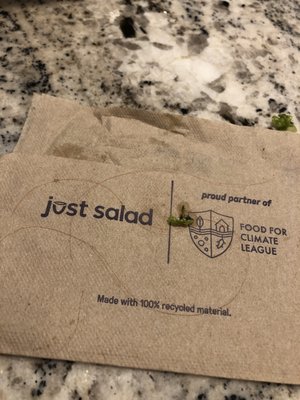 just salad
proud partner of
FOOD FOR
CLIMATE
LEAGUE
Made with 100% recycled material.